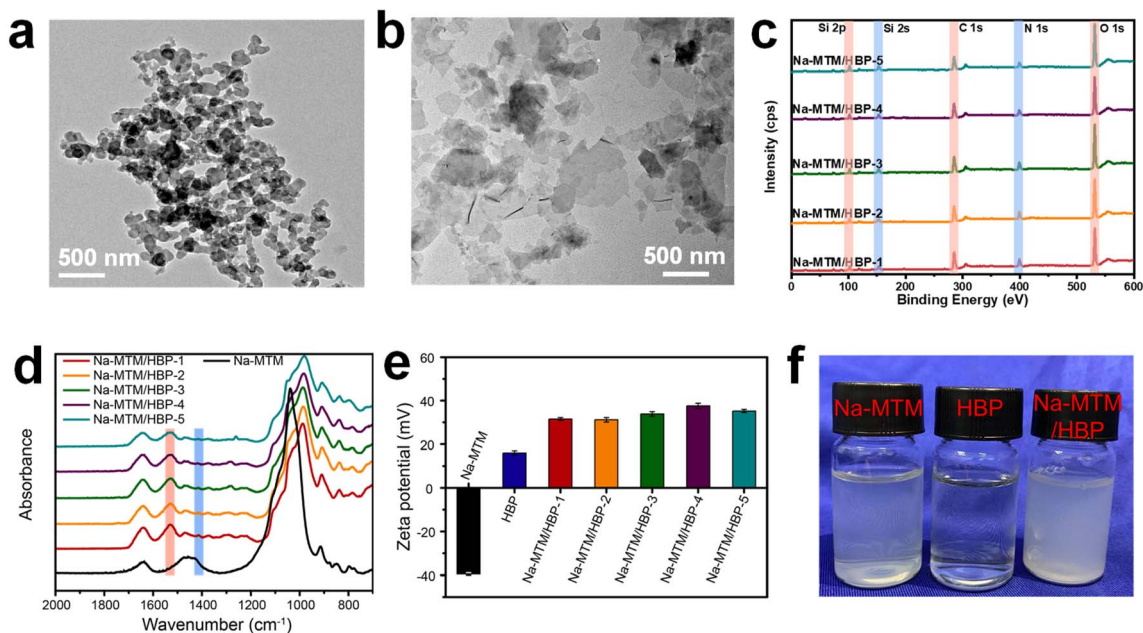 a
500 nm
b
500 nm
c
Si 2p
Si 2s
C 1s
N 1s
O 1s
Na-MTM/HBP-5
Na-MTM/HBP-4
Na-MTM/HBP-3
Na-MTM/HBP-2
Na-MTM/HBP-1
Intensity (cps)
0 100 200 300 400 500 600
Binding Energy (eV)
d
Na-MTM/HBP-1
Na-MTM/HBP-2
Na-MTM/HBP-3
Na-MTM/HBP-4
Na-MTM/HBP-5
Na-MTM
Absorbance
2000 1800 1600 1400 1200 1000 800
Wavenumber (cm⁻¹)
e
60
40
20
0
-20
-40
Zeta potential (mV)
Na-MTM
HBP
Na-MTM/HBP-1
Na-MTM/HBP-2
Na-MTM/HBP-3
Na-MTM/HBP-4
Na-MTM/HBP-5
f
Na-MTM
HBP
Na-MTM
/HBP